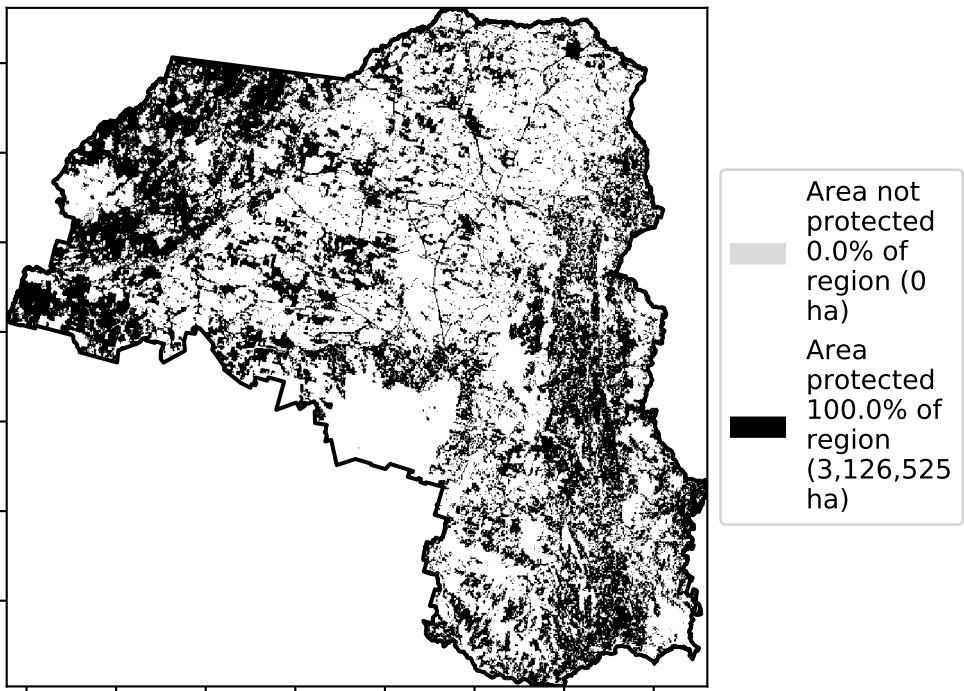 Area not
protected
0.0% of
region (0
ha)
Area
protected
100.0% of
region
(3,126,525
ha)